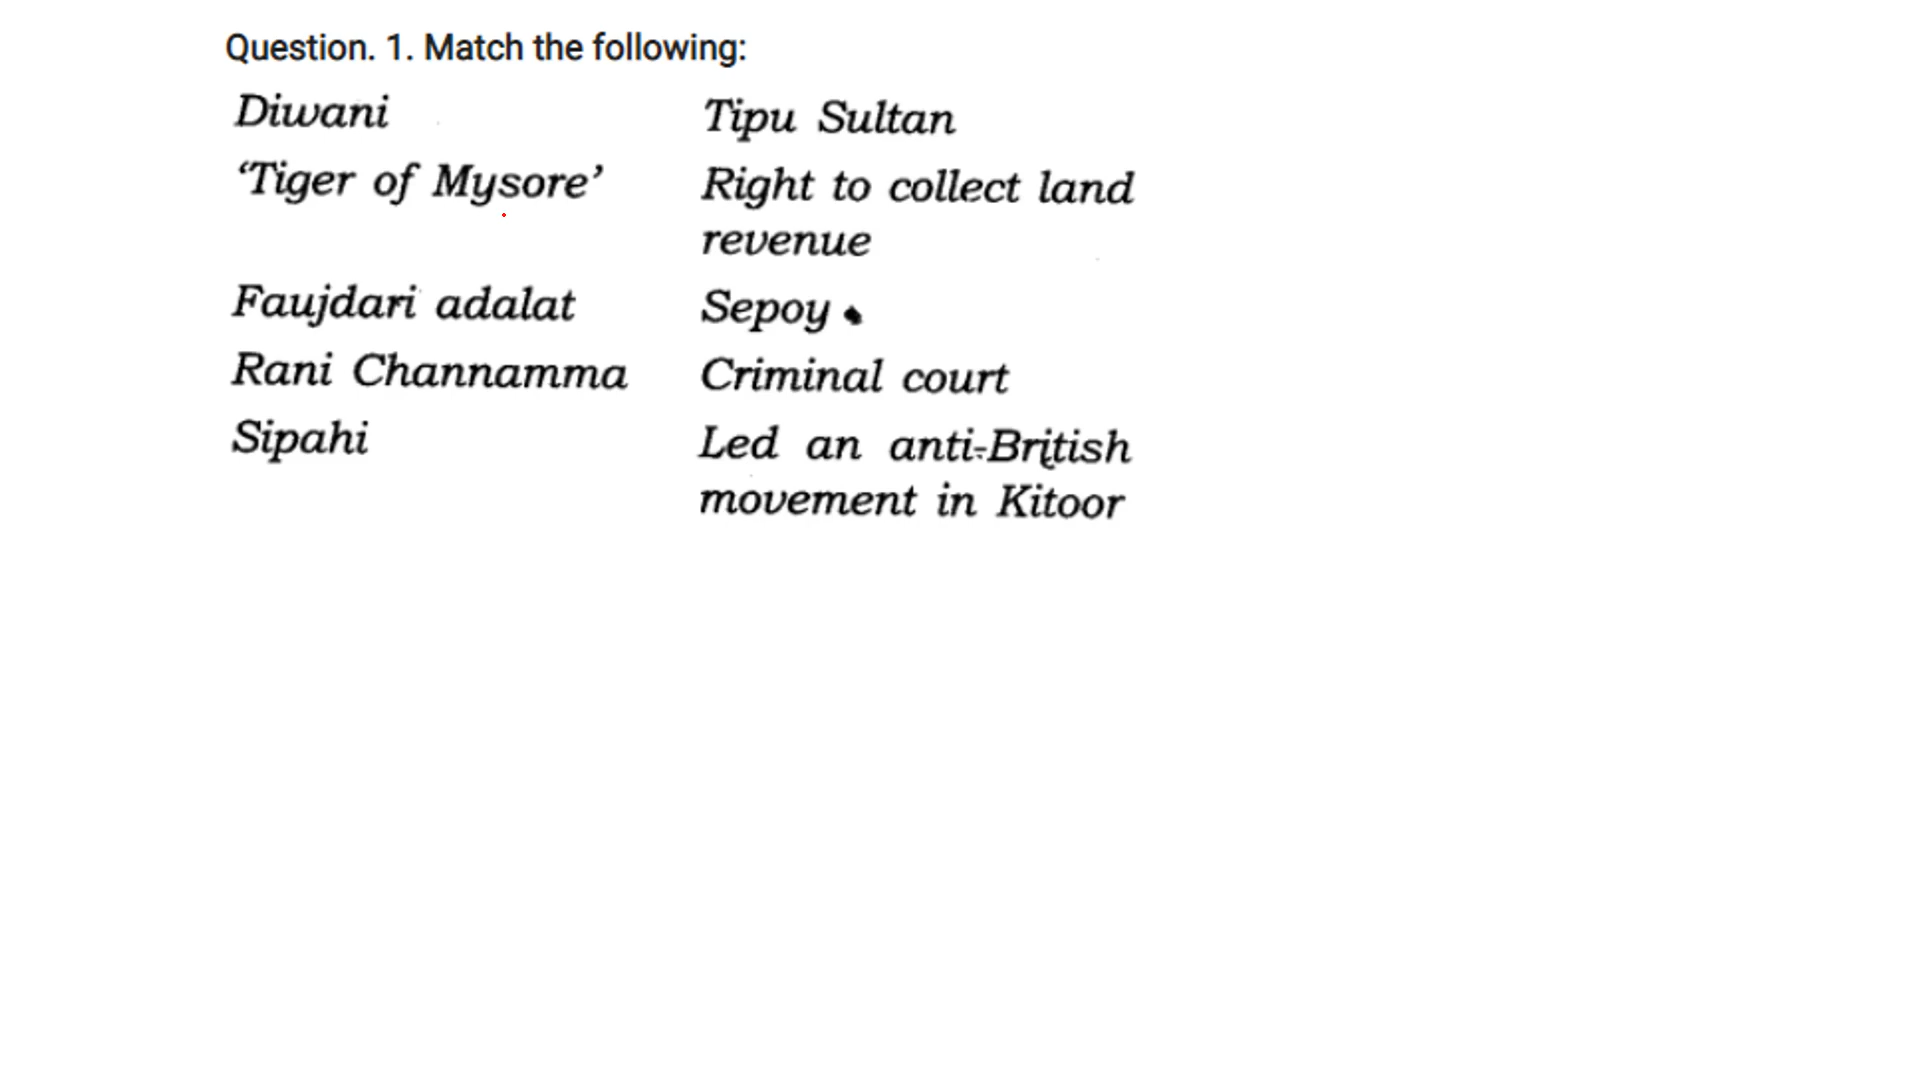 Question. 1. Match the following:
Diwani Tipu Sultan
‘Tiger of Mysore’ Right to collect land
revenue
Faujdari adalat Sepoy
Rani Channamma Criminal court
Sipahi Led an anti-British
movement in Kitoor